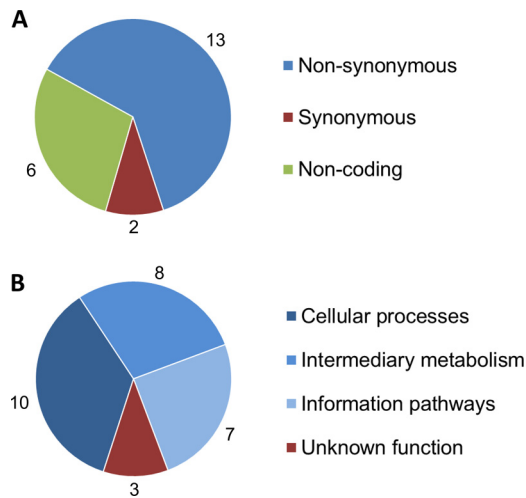 A
13
Non-synonymous
Synonymous
Non-coding
6
2
B
8
Cellular processes
Intermediary metabolism
Information pathways
Unknown function
10
7
3